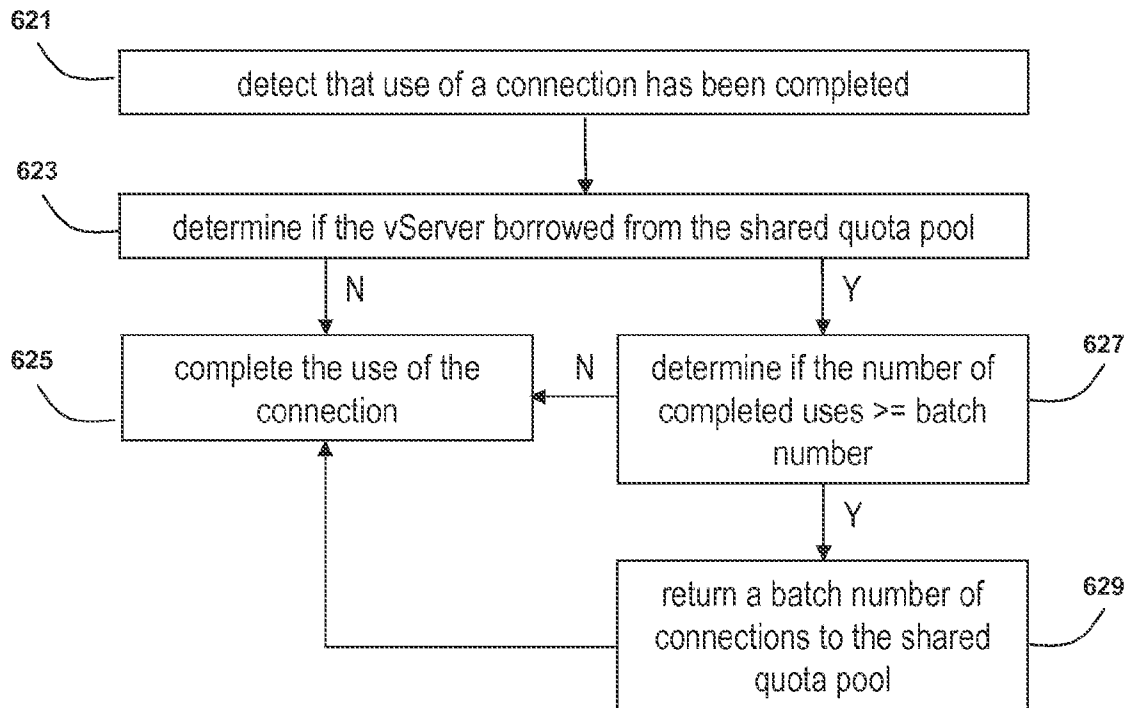 621
detect that use of a connection has been completed
623
determine if the vServer borrowed from the shared quota pool
N
Y
625
complete the use of the
connection
N
determine if the number of
completed uses >= batch
number
627
Y
return a batch number of
connections to the shared
quota pool
629